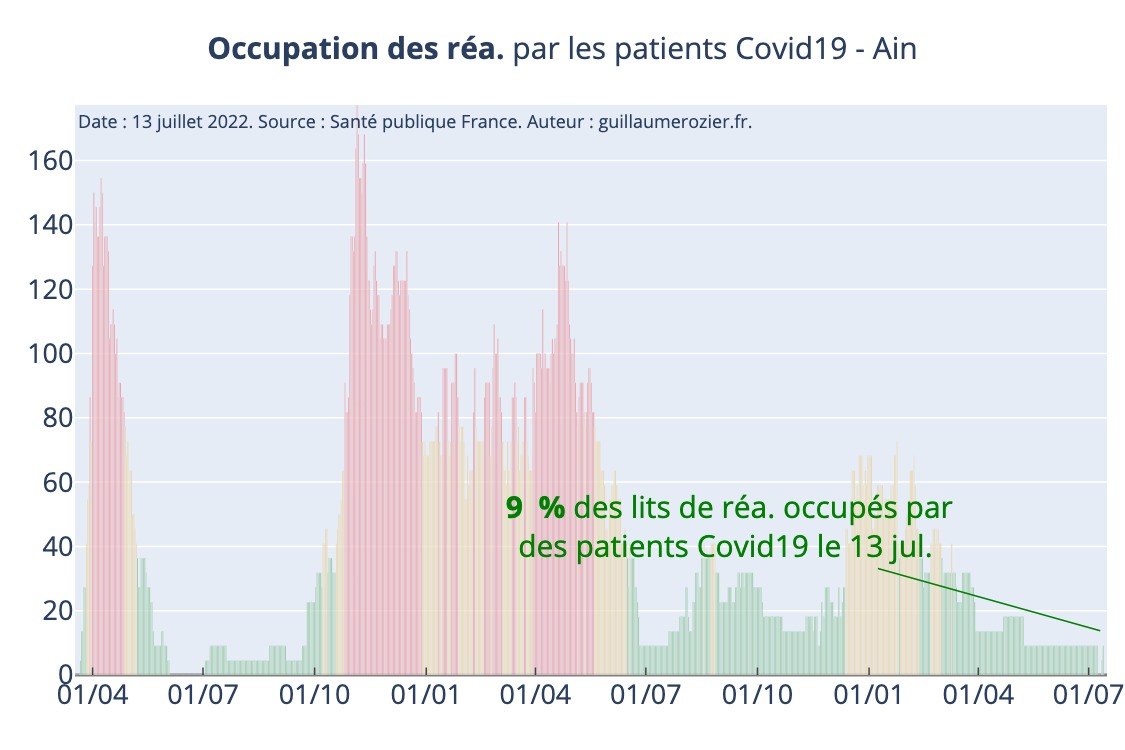 Occupation des réa. par les patients Covid19 - Ain
Date : 13 juillet 2022. Source : Santé publique France. Auteur : guillaumerozier.fr.
160
140
120
100
80
60
40
20
0
9 % des lits de réa. occupés par
des patients Covid19 le 13 jul.
01/04 01/07 01/10 01/01 01/04 01/07 01/10 01/01 01/04 01/07